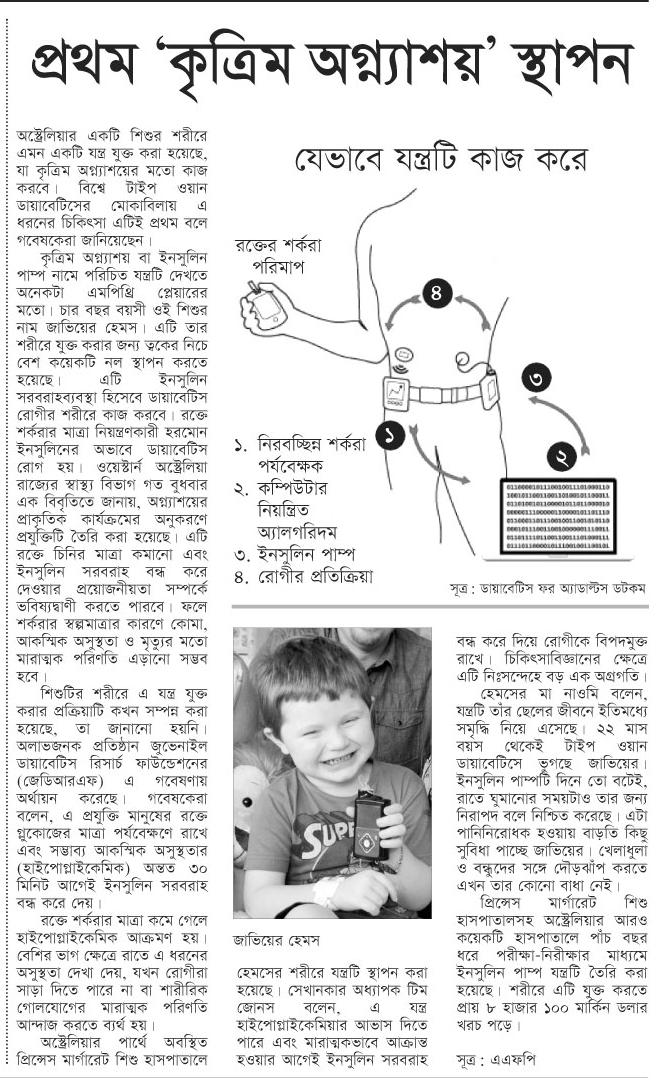 প্রথম ‘কৃত্রিম অগ্ন্যাশয়’ স্থাপন
অস্ট্রেলিয়ার একটি শিশুর শরীরে
এমন একটি যন্ত্র যুক্ত করা হয়েছে,
যা কৃত্রিম অগ্ন্যাশয়ের মতো কাজ
করবে। বিশ্বে টাইপ ওয়ান
ডায়াবেটিসের মোকাবিলায় এ
ধরনের চিকিৎসা এটিই প্রথম বলে
গবেষকেরা জানিয়েছেন।
কৃত্রিম অগ্ন্যাশয় বা ইনসুলিন
পাম্প নামে পরিচিত যন্ত্রটি দেখতে
অনেকটা এমপিথ্রি প্লেয়ারের
মতো। চার বছর বয়সী ওই শিশুর
নাম জাভিয়ের হেমস। এটি তার
শরীরে যুক্ত করার জন্য ত্বকের নিচে
বেশ কয়েকটি নল স্থাপন করতে
হয়েছে। এটি ইনসুলিন
সরবরাহব্যবস্থা হিসেবে ডায়াবেটিস
রোগীর শরীরে কাজ করবে। রক্তে
শর্করার মাত্রা নিয়ন্ত্রণকারী হরমোন
ইনসুলিনের অভাবে ডায়াবেটিস
রোগ হয়। ওয়েস্টার্ন অস্ট্রেলিয়া
রাজ্যের স্বাস্থ্য বিভাগ গত বুধবার
এক বিবৃতিতে জানায়, অগ্ন্যাশয়ের
প্রাকৃতিক কার্যক্রমের অনুকরণে
প্রযুক্তিটি তৈরি করা হয়েছে। এটি
রক্তে চিনির মাত্রা কমানো এবং
ইনসুলিন সরবরাহ বন্ধ করে
দেওয়ার প্রয়োজনীয়তা সম্পর্কে
ভবিষ্যদ্বাণী করতে পারবে। ফলে
শর্করার স্বল্পমাত্রার কারণে কোমা,
আকস্মিক অসুস্থতা ও মৃত্যুর মতো
মারাত্মক পরিণতি এড়ানো সম্ভব
হবে।
শিশুটির শরীরে এ যন্ত্র যুক্ত
করার প্রক্রিয়াটি কখন সম্পন্ন করা
হয়েছে, তা জানানো হয়নি।
অলাভজনক প্রতিষ্ঠান জুভেনাইল
ডায়াবেটিস রিসার্চ ফাউন্ডেশনের
(জেডিআরএফ) এ গবেষণায়
অর্থায়ন করেছে। গবেষকেরা
বলেন, এ প্রযুক্তি মানুষের রক্তে
গ্লুকোজের মাত্রা পর্যবেক্ষণে রাখে
এবং সম্ভাব্য আকস্মিক অসুস্থতার
(হাইপোগ্লাইকেমিক) অন্তত ৩০
মিনিট আগেই ইনসুলিন সরবরাহ
বন্ধ করে দেয়।
রক্তে শর্করার মাত্রা কমে গেলে
হাইপোগ্লাইকেমিক আক্রমণ হয়।
বেশির ভাগ ক্ষেত্রে রাতে এ ধরনের
অসুস্থতা দেখা দেয়, যখন রোগীরা
সাড়া দিতে পারে না বা শারীরিক
গোলযোগের মারাত্মক পরিণতি
আন্দাজ করতে ব্যর্থ হয়।
অস্ট্রেলিয়ার পার্থে অবস্থিত
প্রিন্সেস মার্গারেট শিশু হাসপাতালে
যেভাবে যন্ত্রটি কাজ করে
রক্তের শর্করা
পরিমাপ
৪
৩
১
২
১. নিরবচ্ছিন্ন শর্করা
পর্যবেক্ষক
২. কম্পিউটার
নিয়ন্ত্রিত
অ্যালগরিদম
৩. ইনসুলিন পাম্প
৪. রোগীর প্রতিক্রিয়া
সূত্র : ডায়াবেটিস ফর অ্যাডাল্টস ডটকম
SUPE
জাভিয়ের হেমস
হেমসের শরীরে যন্ত্রটি স্থাপন করা
হয়েছে। সেখানকার অধ্যাপক টিম
জোনস বলেন, এ যন্ত্র
হাইপোগ্লাইকেমিয়ার আভাস দিতে
পারে এবং মারাত্মকভাবে আক্রান্ত
হওয়ার আগেই ইনসুলিন সরবরাহ
বন্ধ করে দিয়ে রোগীকে বিপদমুক্ত
রাখে। চিকিৎসাবিজ্ঞানের ক্ষেত্রে
এটি নিঃসন্দেহে বড় এক অগ্রগতি।
হেমসের মা নাওমি বলেন,
যন্ত্রটি তাঁর ছেলের জীবনে ইতিমধ্যে
সমৃদ্ধি নিয়ে এসেছে। ২২ মাস
বয়স থেকেই টাইপ ওয়ান
ডায়াবেটিসে ভুগছে জাভিয়ের।
ইনসুলিন পাম্পটি দিনে তো বটেই,
রাতে ঘুমানোর সময়টাও তার জন্য
নিরাপদ বলে নিশ্চিত করেছে। এটা
পানিনিরোধক হওয়ায় বাড়তি কিছু
সুবিধা পাচ্ছে জাভিয়ের। খেলাধুলা
ও বন্ধুদের সঙ্গে দৌড়ঝাঁপ করতে
এখন তার কোনো বাধা নেই।
প্রিন্সেস মার্গারেট শিশু
হাসপাতালসহ অস্ট্রেলিয়ার আরও
কয়েকটি হাসপাতালে পাঁচ বছর
ধরে পরীক্ষা-নিরীক্ষার মাধ্যমে
ইনসুলিন পাম্প যন্ত্রটি তৈরি করা
হয়েছে। শরীরে এটি যুক্ত করতে
প্রায় ৮ হাজার ১০০ মার্কিন ডলার
খরচ পড়ে।
সূত্র : এএফপি